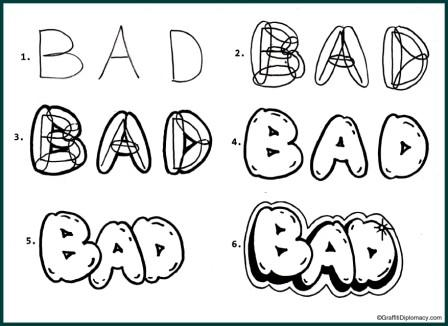 1. BAD
2. BAD
3. BAD
4. BAD
5. BAD
6. BAD
©GraffitiDiplomacy.com